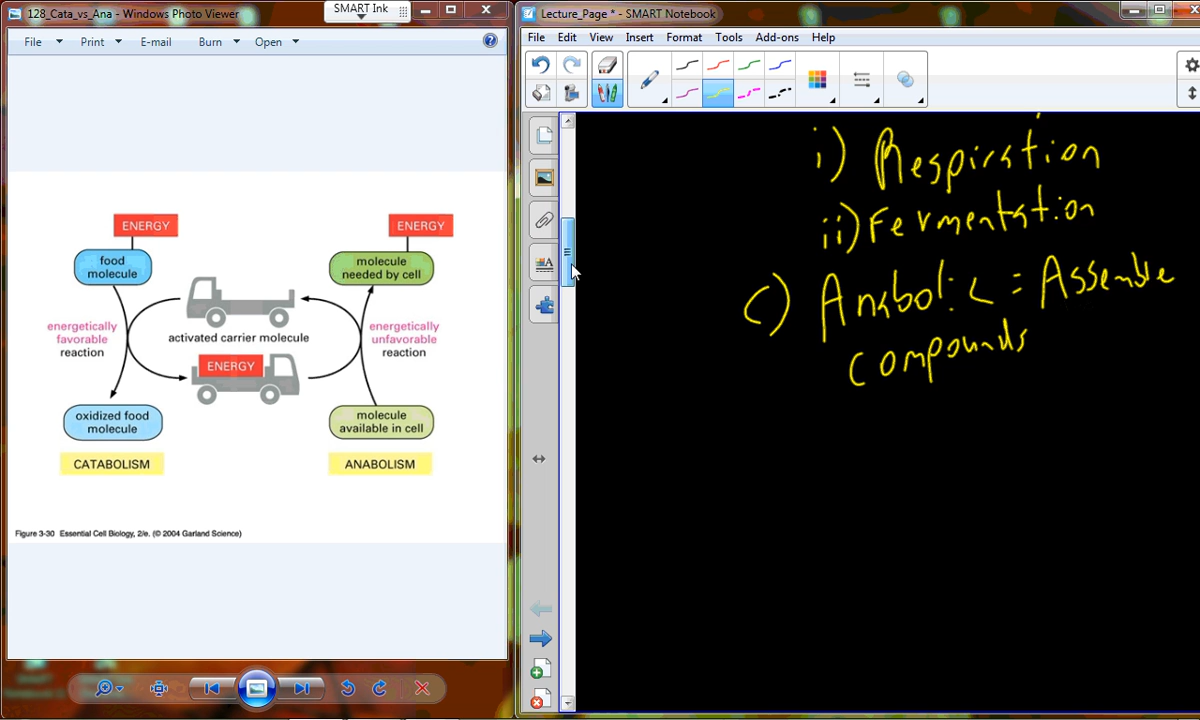 128_Cata_vs_Ana - Windows Photo Viewer
SMART Ink
File Print E-mail Burn Open
ENERGY
ENERGY
food
molecule
molecule
needed by cell
energetically
favorable
reaction
activated carrier molecule
energetically
unfavorable
reaction
ENERGY
oxidized food
molecule
molecule
available in cell
CATABOLISM
ANABOLISM
Figure 3-30 Essential Cell Biology, 2/e. (© 2004 Garland Science)
Lecture_Page * - SMART Notebook
File Edit View Insert Format Tools Add-ons Help
i) Respiration
ii) Fermentation
c) Anabolic = Assemble
compounds